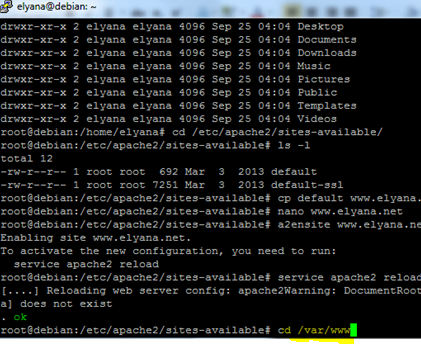 elyana@debian: ~
drwxr-xr-x 2 elyana elyana 4096 Sep 25 04:04 Desktop
drwxr-xr-x 2 elyana elyana 4096 Sep 25 04:04 Documents
drwxr-xr-x 2 elyana elyana 4096 Sep 25 04:04 Downloads
drwxr-xr-x 2 elyana elyana 4096 Sep 25 04:04 Music
drwxr-xr-x 2 elyana elyana 4096 Sep 25 04:04 Pictures
drwxr-xr-x 2 elyana elyana 4096 Sep 25 04:04 Public
drwxr-xr-x 2 elyana elyana 4096 Sep 25 04:04 Templates
drwxr-xr-x 2 elyana elyana 4096 Sep 25 04:04 Videos
root@debian:/home/elyana# cd /etc/apache2/sites-available/
root@debian:/etc/apache2/sites-available# ls -l
total 12
-rw-r--r-- 1 root root  692 Mar  3  2013 default
-rw-r--r-- 1 root root 7251 Mar  3  2013 default-ssl
root@debian:/etc/apache2/sites-available# cp default www.elyana.
root@debian:/etc/apache2/sites-available# nano www.elyana.net
root@debian:/etc/apache2/sites-available# a2ensite www.elyana.ne
Enabling site www.elyana.net.
To activate the new configuration, you need to run:
  service apache2 reload
root@debian:/etc/apache2/sites-available# service apache2 reload
[....] Reloading web server config: apache2Warning: DocumentRoot
a] does not exist
. ok
root@debian:/etc/apache2/sites-available# cd /var/www